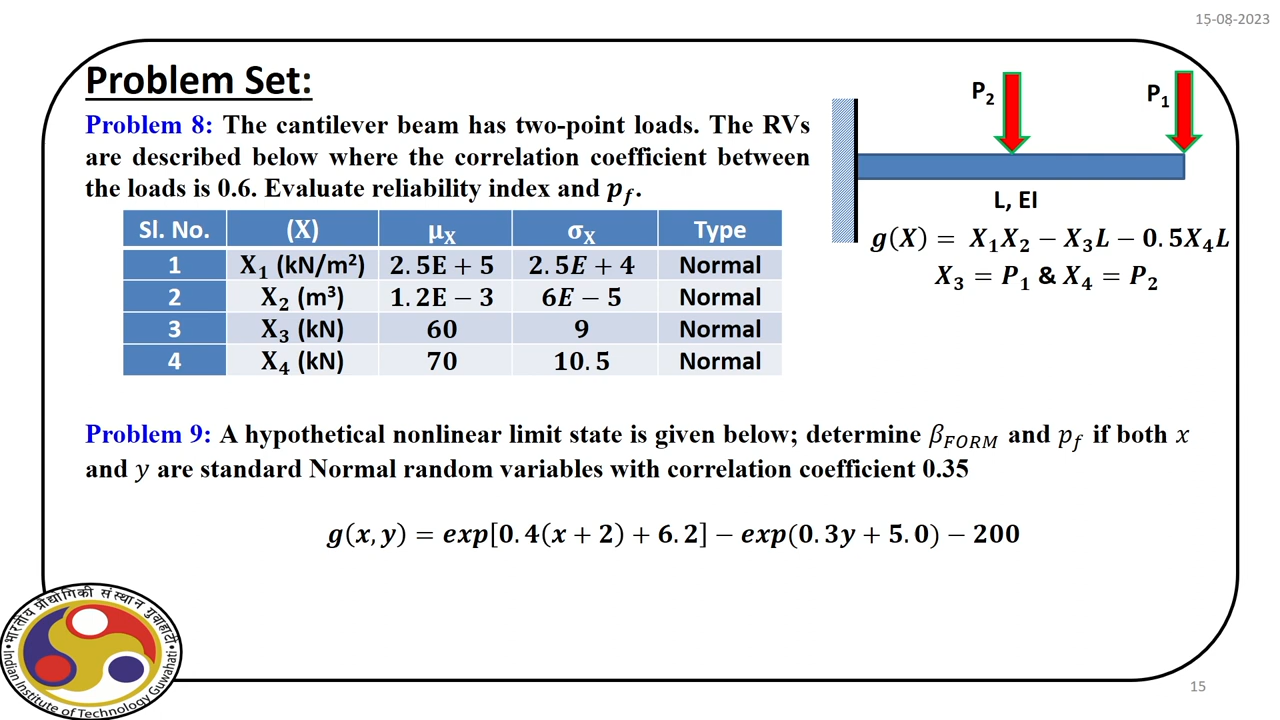 15-08-2023
Problem Set:
Problem 8: The cantilever beam has two-point loads. The RVs
are described below where the correlation coefficient between
the loads is 0.6. Evaluate reliability index and p_f.
Sl. No. (X) μ_X σ_X Type
1 X₁ (kN/m²) 2.5E + 5 2.5E + 4 Normal
2 X₂ (m³) 1.2E − 3 6E − 5 Normal
3 X₃ (kN) 60 9 Normal
4 X₄ (kN) 70 10.5 Normal
P₂ P₁
L, EI
g(X) = X₁X₂ − X₃L − 0.5X₄L
X₃ = P₁ & X₄ = P₂
Problem 9: A hypothetical nonlinear limit state is given below; determine β_FORM and p_f if both x
and y are standard Normal random variables with correlation coefficient 0.35
g(x, y) = exp[0.4(x + 2) + 6.2] − exp(0.3y + 5.0) − 200
भारतीय प्रौद्योगिकी संस्थान गुवाहाटी
Indian Institute of Technology Guwahati
15